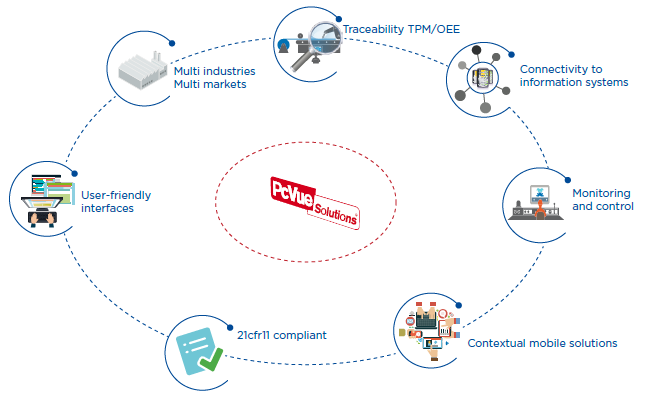 Traceability TPM/OEE
Multi industries
Multi markets
Connectivity to
information systems
User-friendly
interfaces
PcVue
Solutions
Monitoring
and control
21cfr11 compliant
Contextual mobile solutions